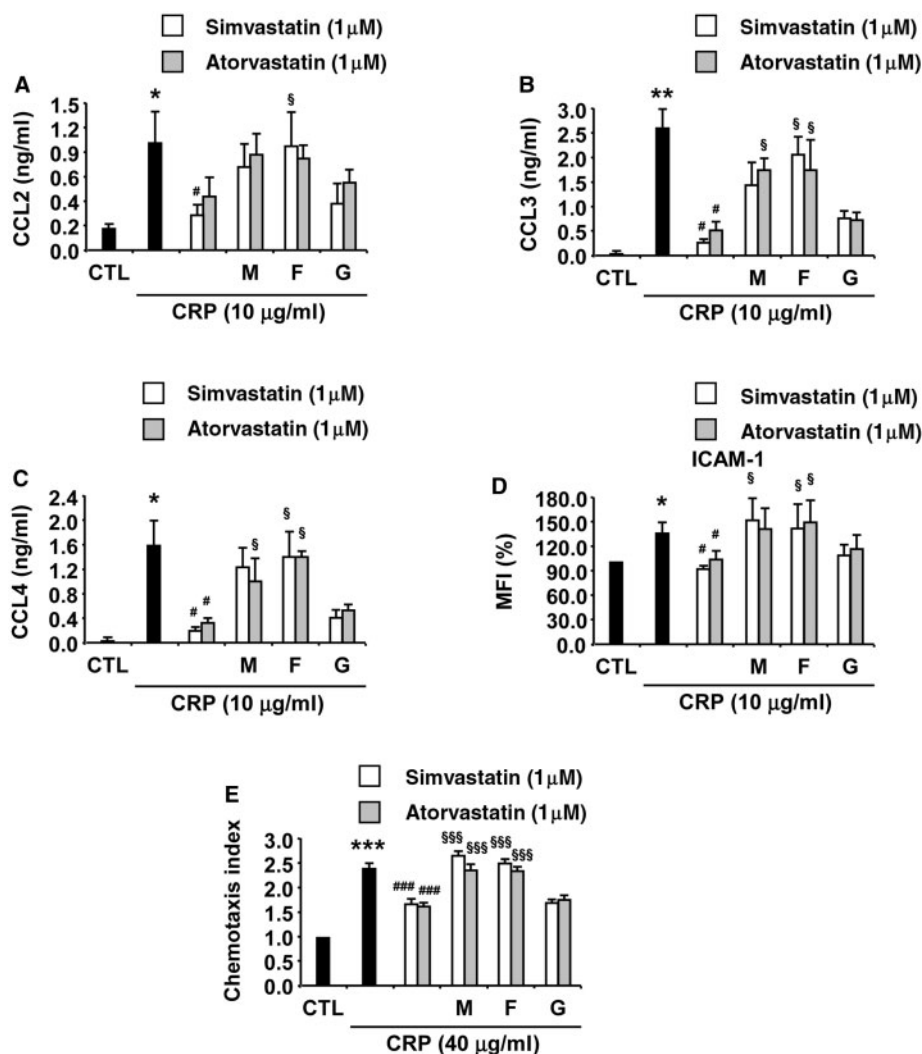 Simvastatin (1μM)
Atorvastatin (1μM)
A
*
§
#
CCL2 (ng/ml)
1.5
1.2
0.9
0.6
0.4
0.2
0.0
CTL M F G
CRP (10 μg/ml)
Simvastatin (1μM)
Atorvastatin (1μM)
B
**
§ § §
# #
CCL3 (ng/ml)
3.0
2.5
2.0
1.5
1.0
0.5
0.0
CTL M F G
CRP (10 μg/ml)
Simvastatin (1μM)
Atorvastatin (1μM)
C
*
§ § §
# #
CCL4 (ng/ml)
2.4
2.0
1.6
1.2
0.8
0.4
0.0
CTL M F G
CRP (10 μg/ml)
Simvastatin (1μM)
Atorvastatin (1μM)
ICAM-1
D
*
§ § §
# #
MFI (%)
180.0
150.0
120.0
90.0
60.0
30.0
0.0
CTL M F G
CRP (10 μg/ml)
Simvastatin (1μM)
Atorvastatin (1μM)
E
***
§§§ §§§ §§§ §§§
### ###
Chemotaxis index
3.0
2.5
2.0
1.5
1.0
0.5
0.0
CTL M F G
CRP (40 μg/ml)